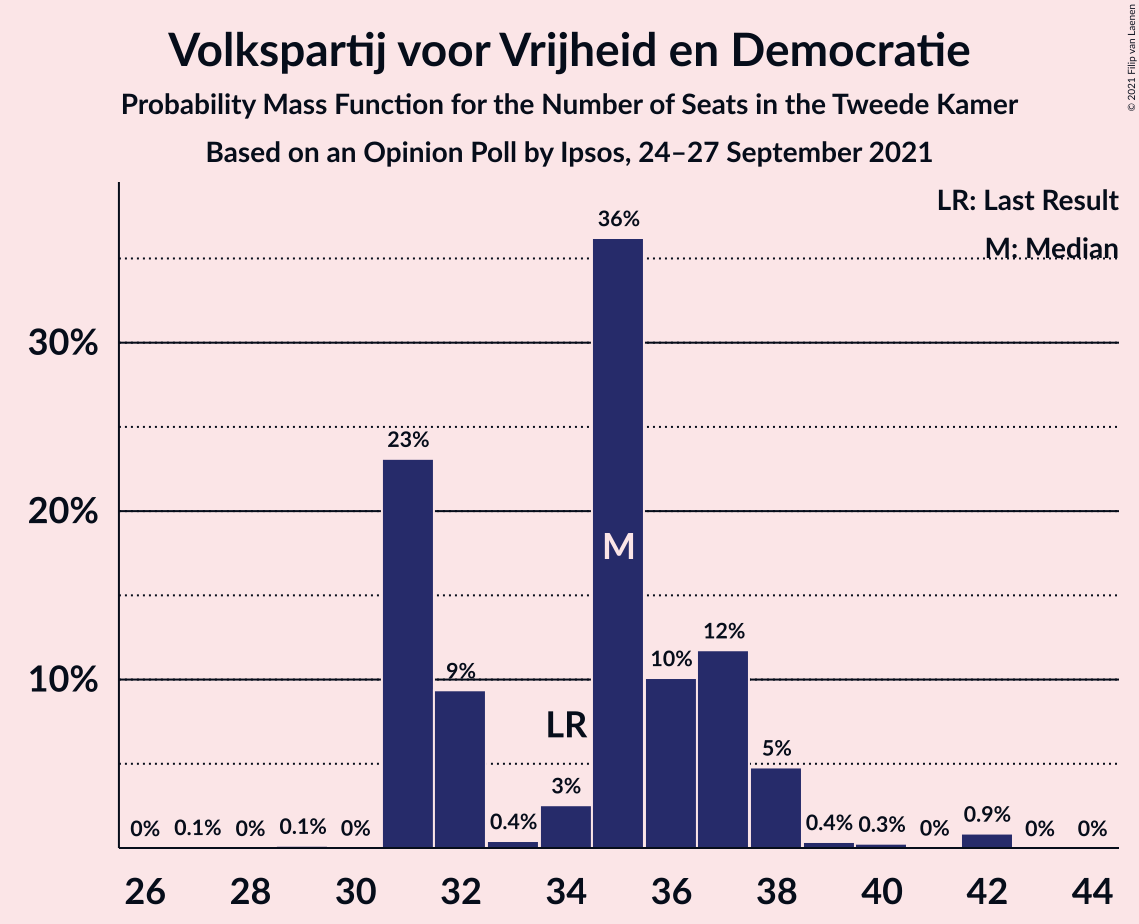 Volkspartij voor Vrijheid en Democratie
Probability Mass Function for the Number of Seats in the Tweede Kamer
Based on an Opinion Poll by Ipsos, 24–27 September 2021
© 2021 Filip van Laenen
LR: Last Result
M: Median
30%
20%
10%
0%
0.1%
0%
0.1%
0%
23%
9%
0.4%
3%
LR
36%
M
10%
12%
5%
0.4%
0.3%
0%
0.9%
0%
0%
26 28 30 32 34 36 38 40 42 44